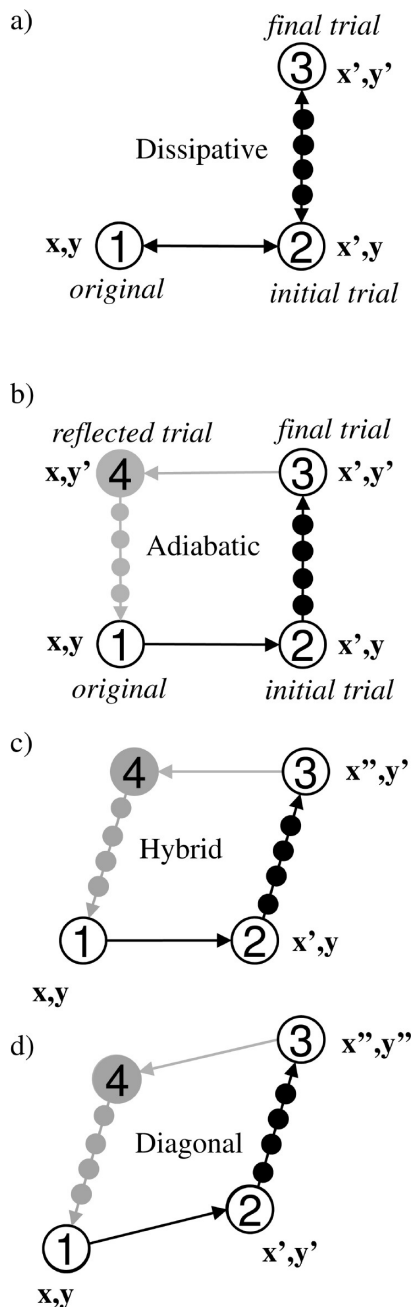 a)
final trial
3 x’,y’
Dissipative
x,y 1 2 x’,y
original initial trial
b)
reflected trial final trial
x,y’ 4 3 x’,y’
Adiabatic
x,y 1 2 x’,y
original initial trial
c)
4 3 x”,y’
Hybrid
1 2 x’,y
x,y
d)
3 x”,y”
4
Diagonal
2
1 x’,y’
x,y